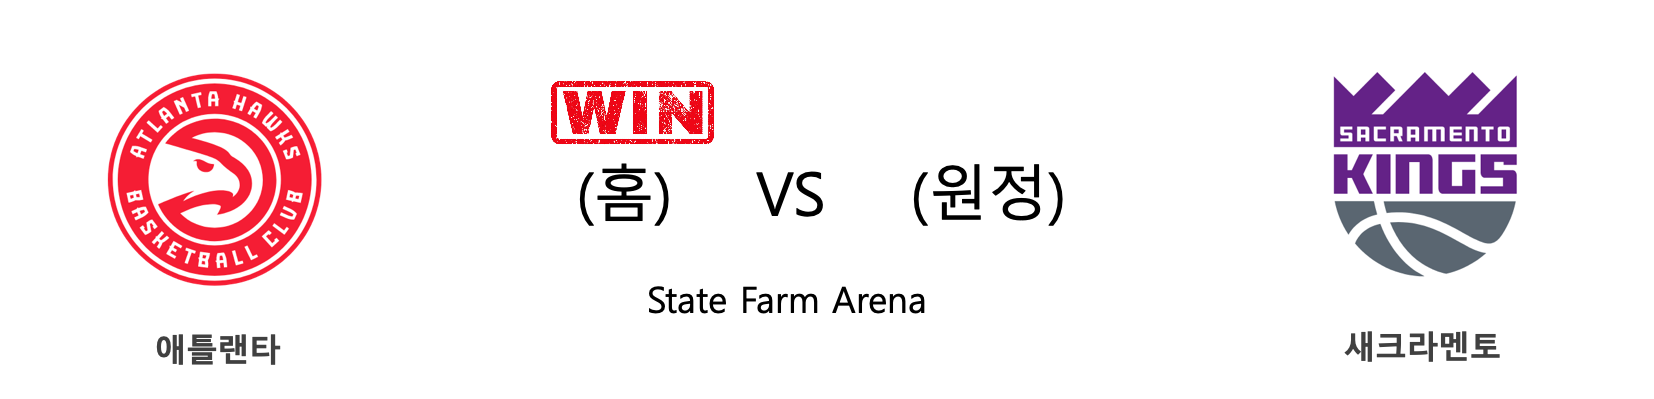 ATLANTA HAWKS
BASKETBALL CLUB
애틀랜타
WIN
(홈) VS (원정)
State Farm Arena
SACRAMENTO
KINGS
새크라멘토